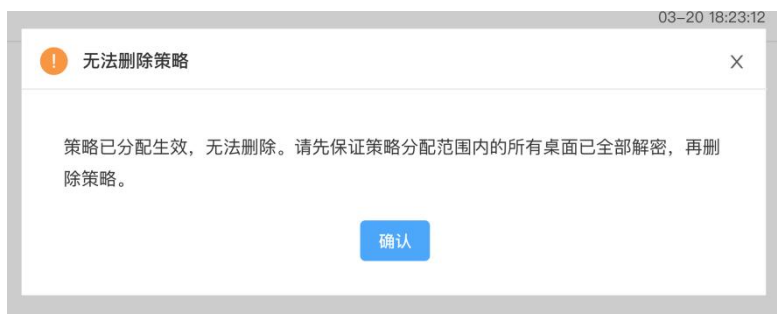 03-20 18:23:12
无法删除策略
策略已分配生效，无法删除。请先保证策略分配范围内的所有桌面已全部解密，再删
除策略。
确认